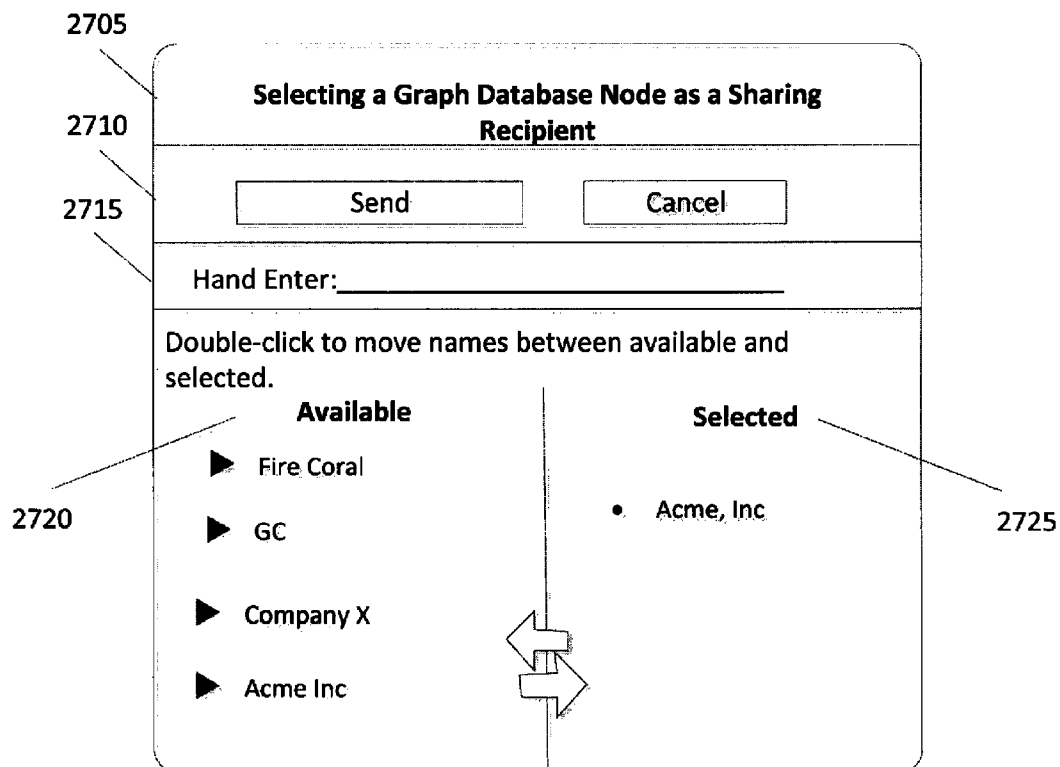 2705
Selecting a Graph Database Node as a Sharing
Recipient
2710
Send Cancel
2715
Hand Enter:
Double-click to move names between available and
selected.
Available Selected
Fire Coral
2720
GC
Acme, Inc
2725
Company X
Acme Inc